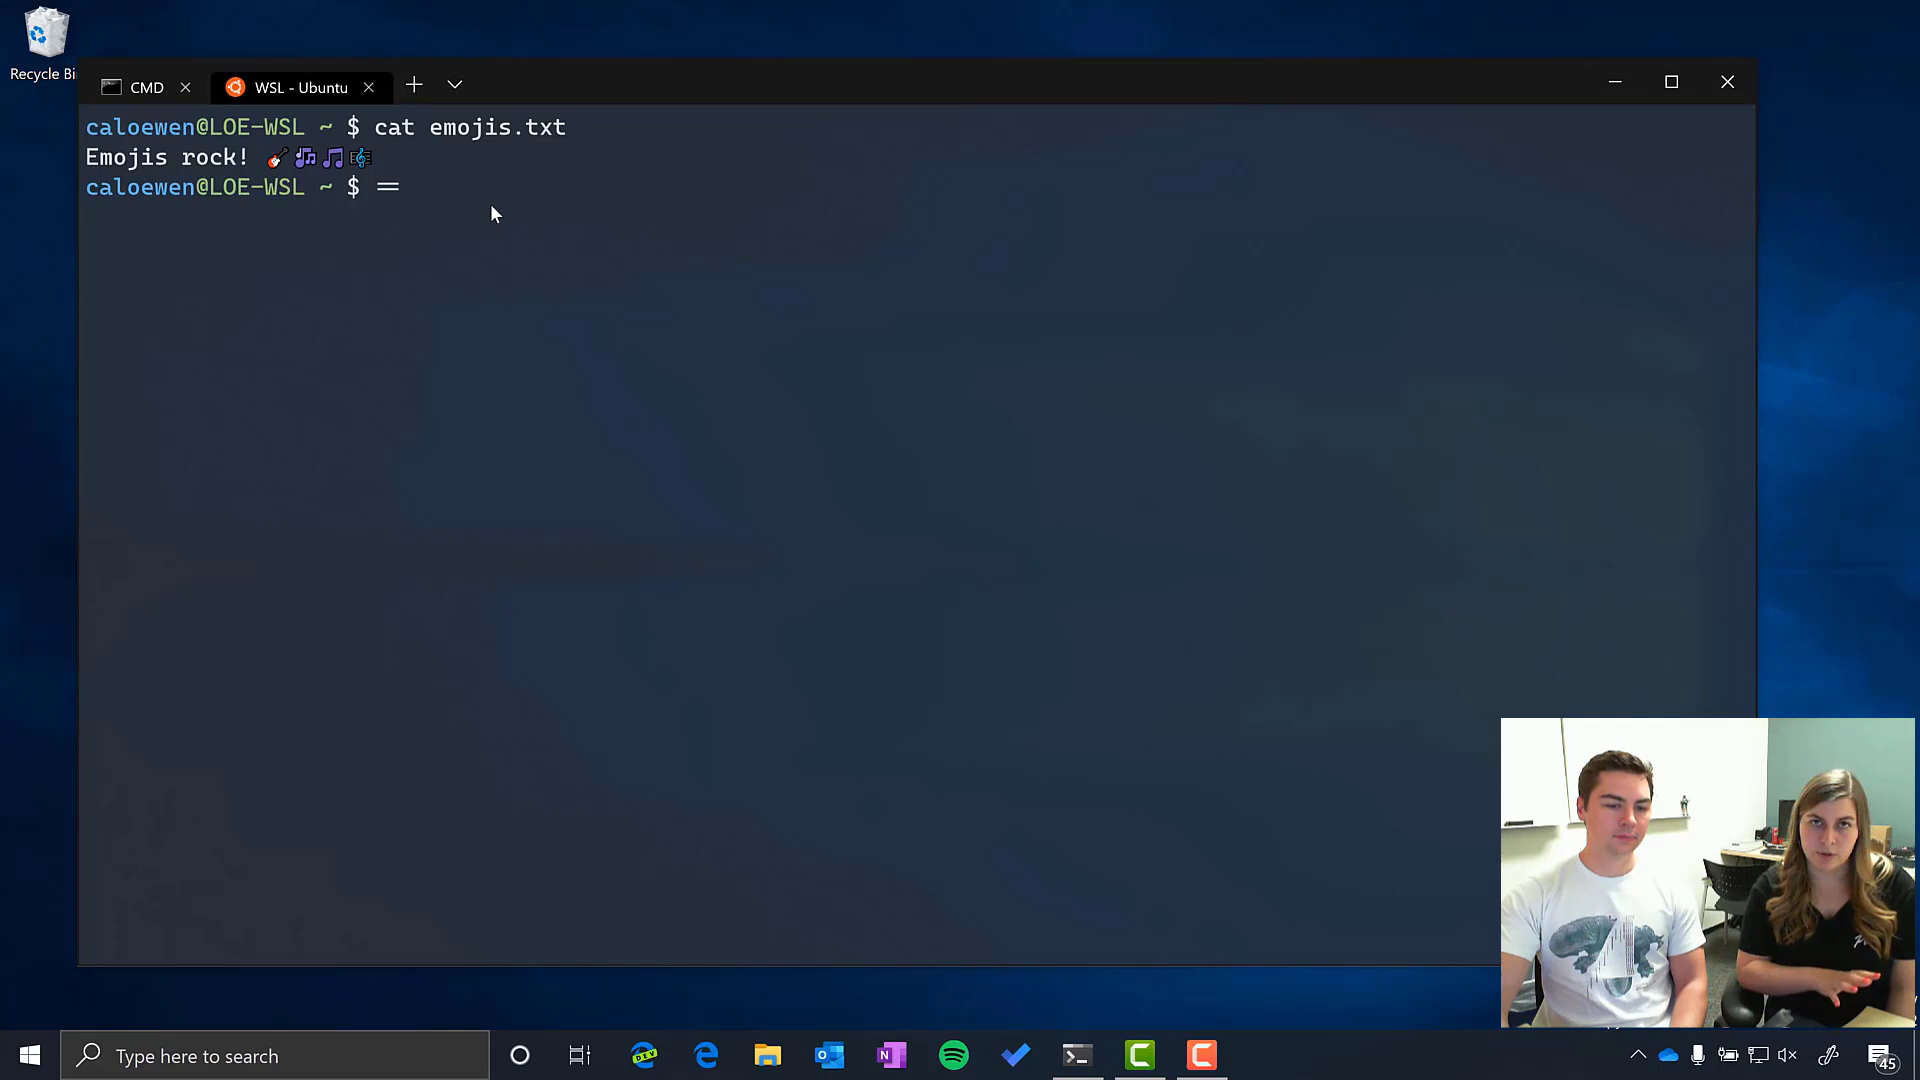 Recycle Bi
CMD
WSL - Ubuntu
caloewen@LOE-WSL ~ $ cat emojis.txt
Emojis rock! 🎸🎶🎵🎼
caloewen@LOE-WSL ~ $ ═
Type here to search
DEV
45